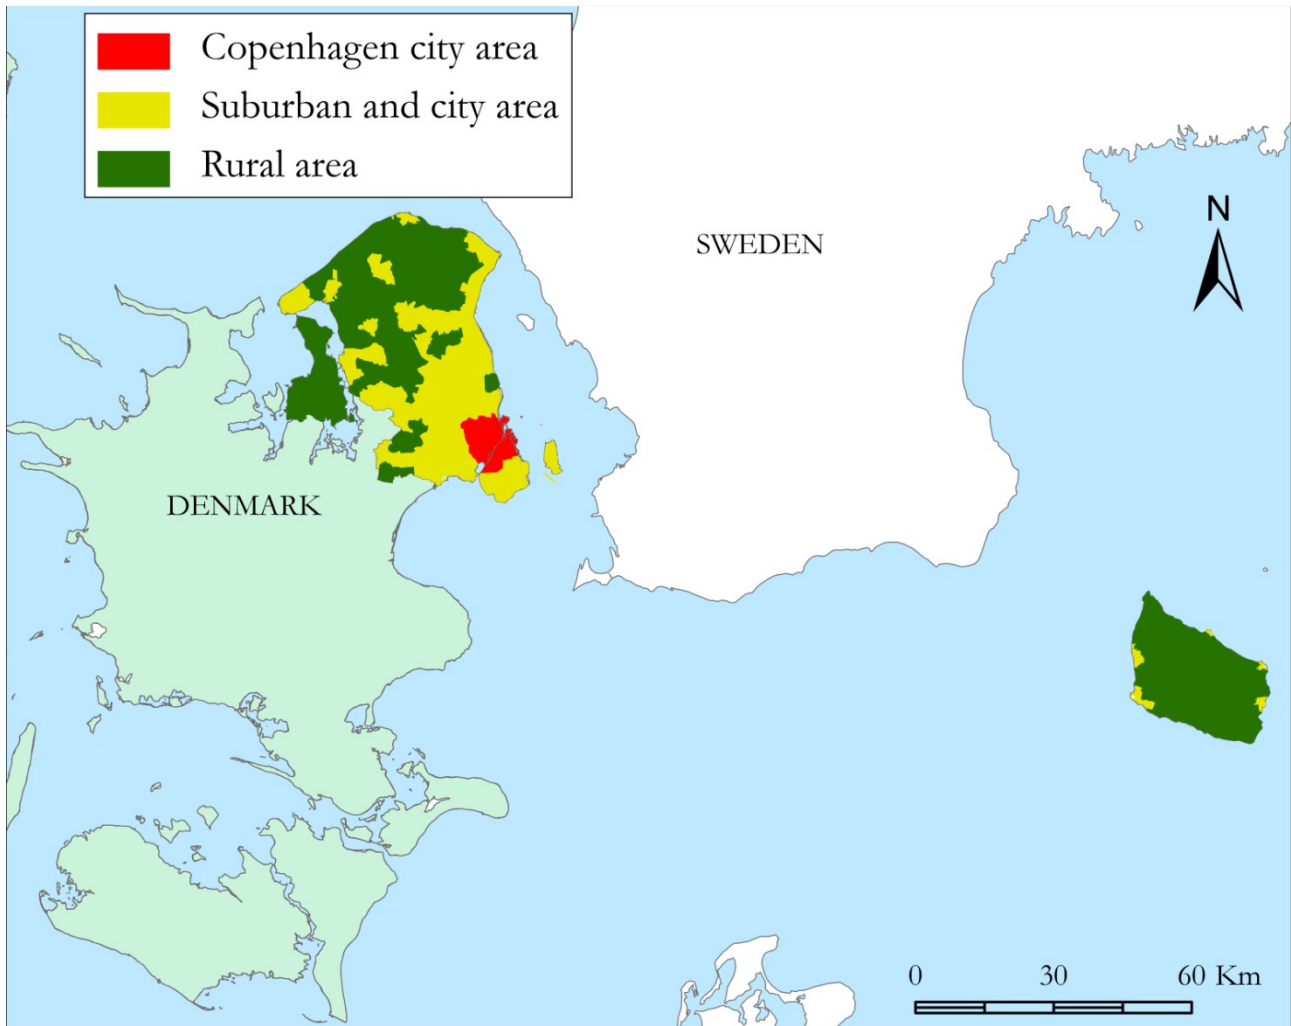 Copenhagen city area
Suburban and city area
Rural area
N
SWEDEN
DENMARK
0 30 60 Km